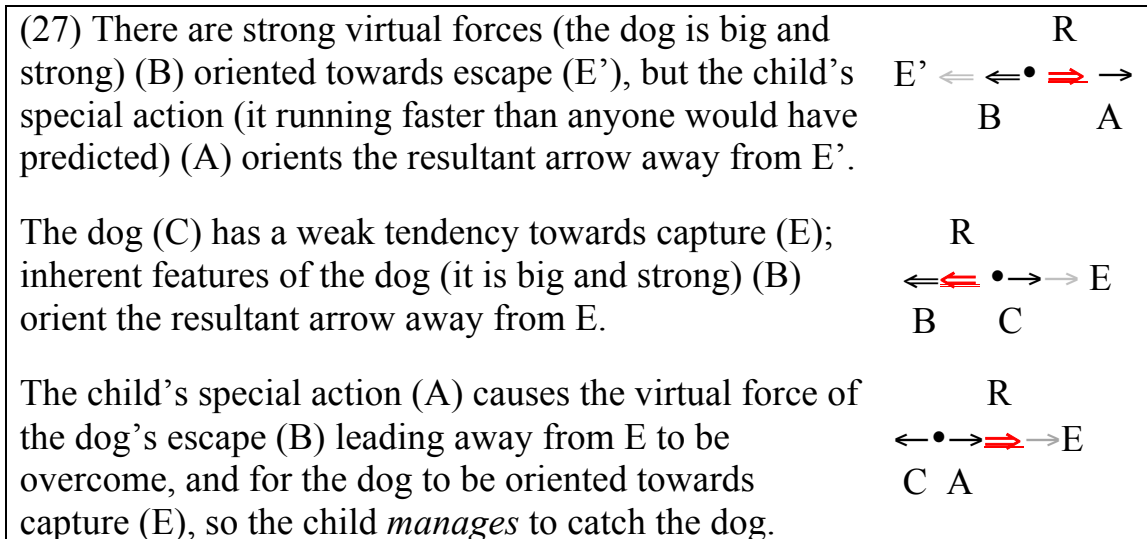 (27) There are strong virtual forces (the dog is big and
strong) (B) oriented towards escape (E’), but the child’s
special action (it running faster than anyone would have
predicted) (A) orients the resultant arrow away from E’.
R
E’
B A
The dog (C) has a weak tendency towards capture (E);
inherent features of the dog (it is big and strong) (B)
orient the resultant arrow away from E.
R
E
B C
The child’s special action (A) causes the virtual force of
the dog’s escape (B) leading away from E to be
overcome, and for the dog to be oriented towards
capture (E), so the child manages to catch the dog.
R
E
C A